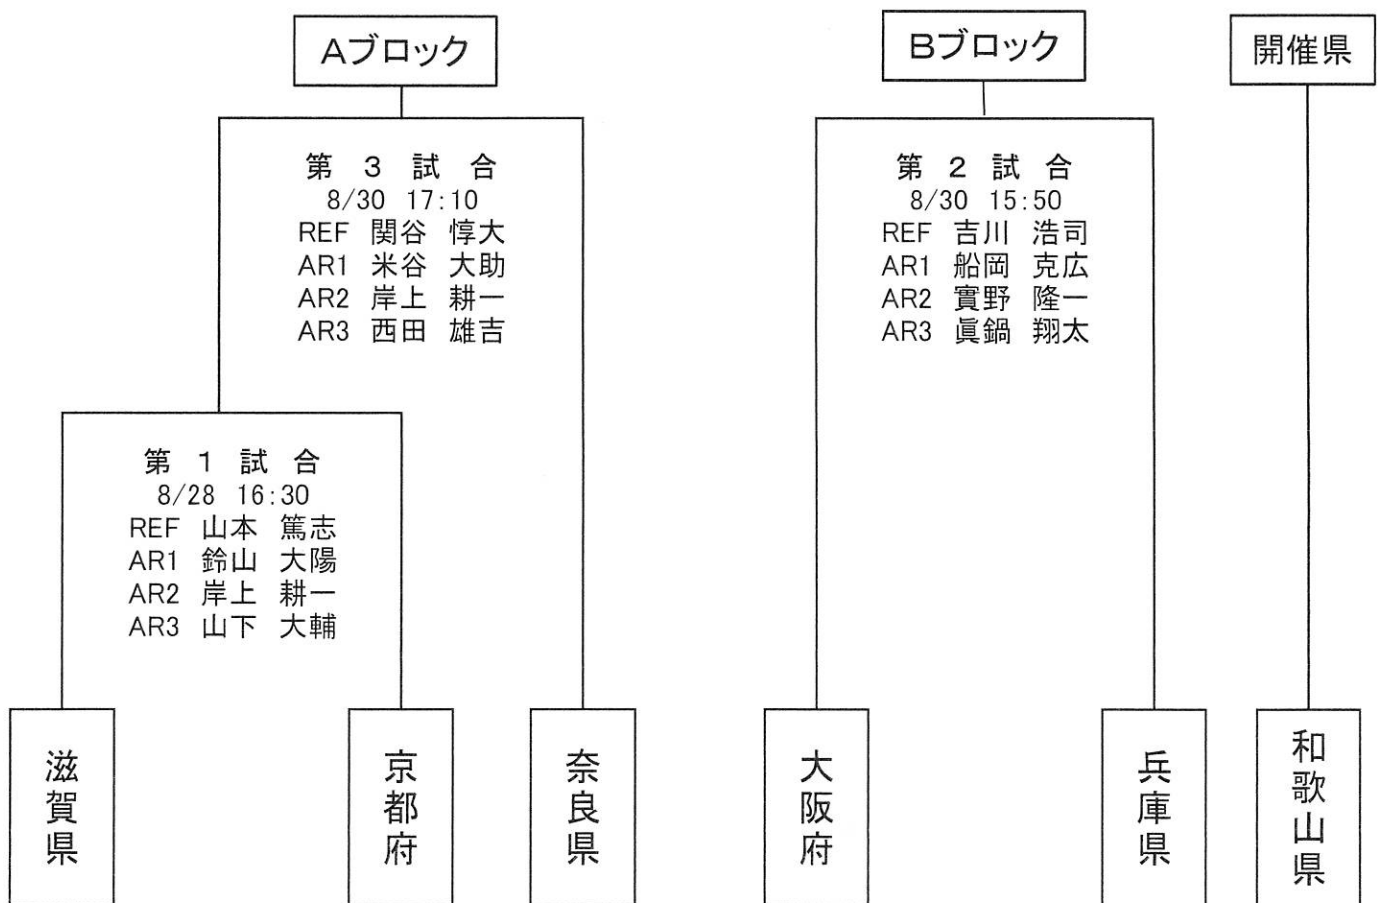 Aブロック
Bブロック
開催県
第 3 試 合
8/30 17:10
REF 関谷 惇大
AR1 米谷 大助
AR2 岸上 耕一
AR3 西田 雄吉
第 2 試 合
8/30 15:50
REF 吉川 浩司
AR1 船岡 克広
AR2 實野 隆一
AR3 眞鍋 翔太
第 1 試 合
8/28 16:30
REF 山本 篤志
AR1 鈴山 大陽
AR2 岸上 耕一
AR3 山下 大輔
滋賀県
京都府
奈良県
大阪府
兵庫県
和歌山県